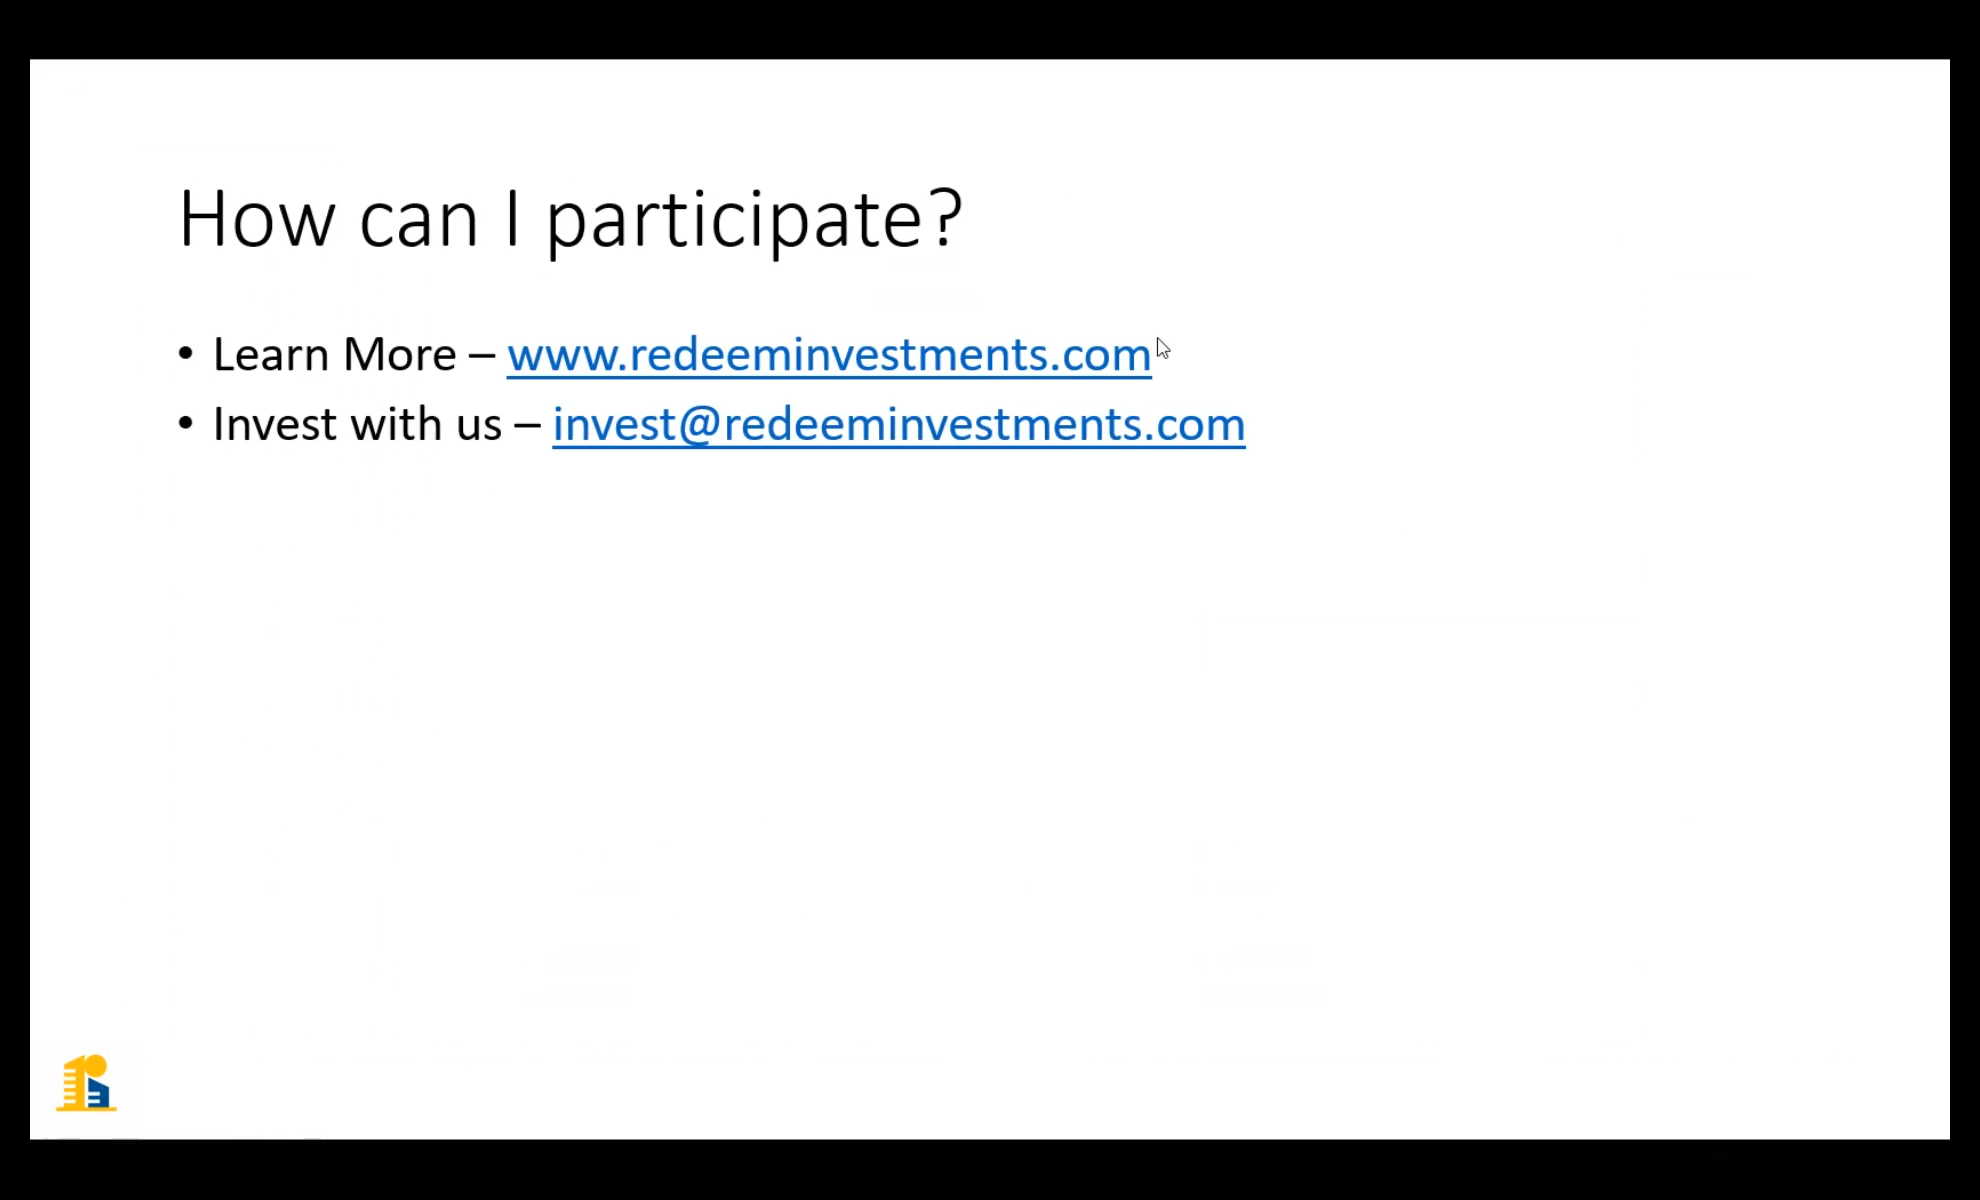 How can I participate?
• Learn More – www.redeeminvestments.com
• Invest with us – invest@redeeminvestments.com